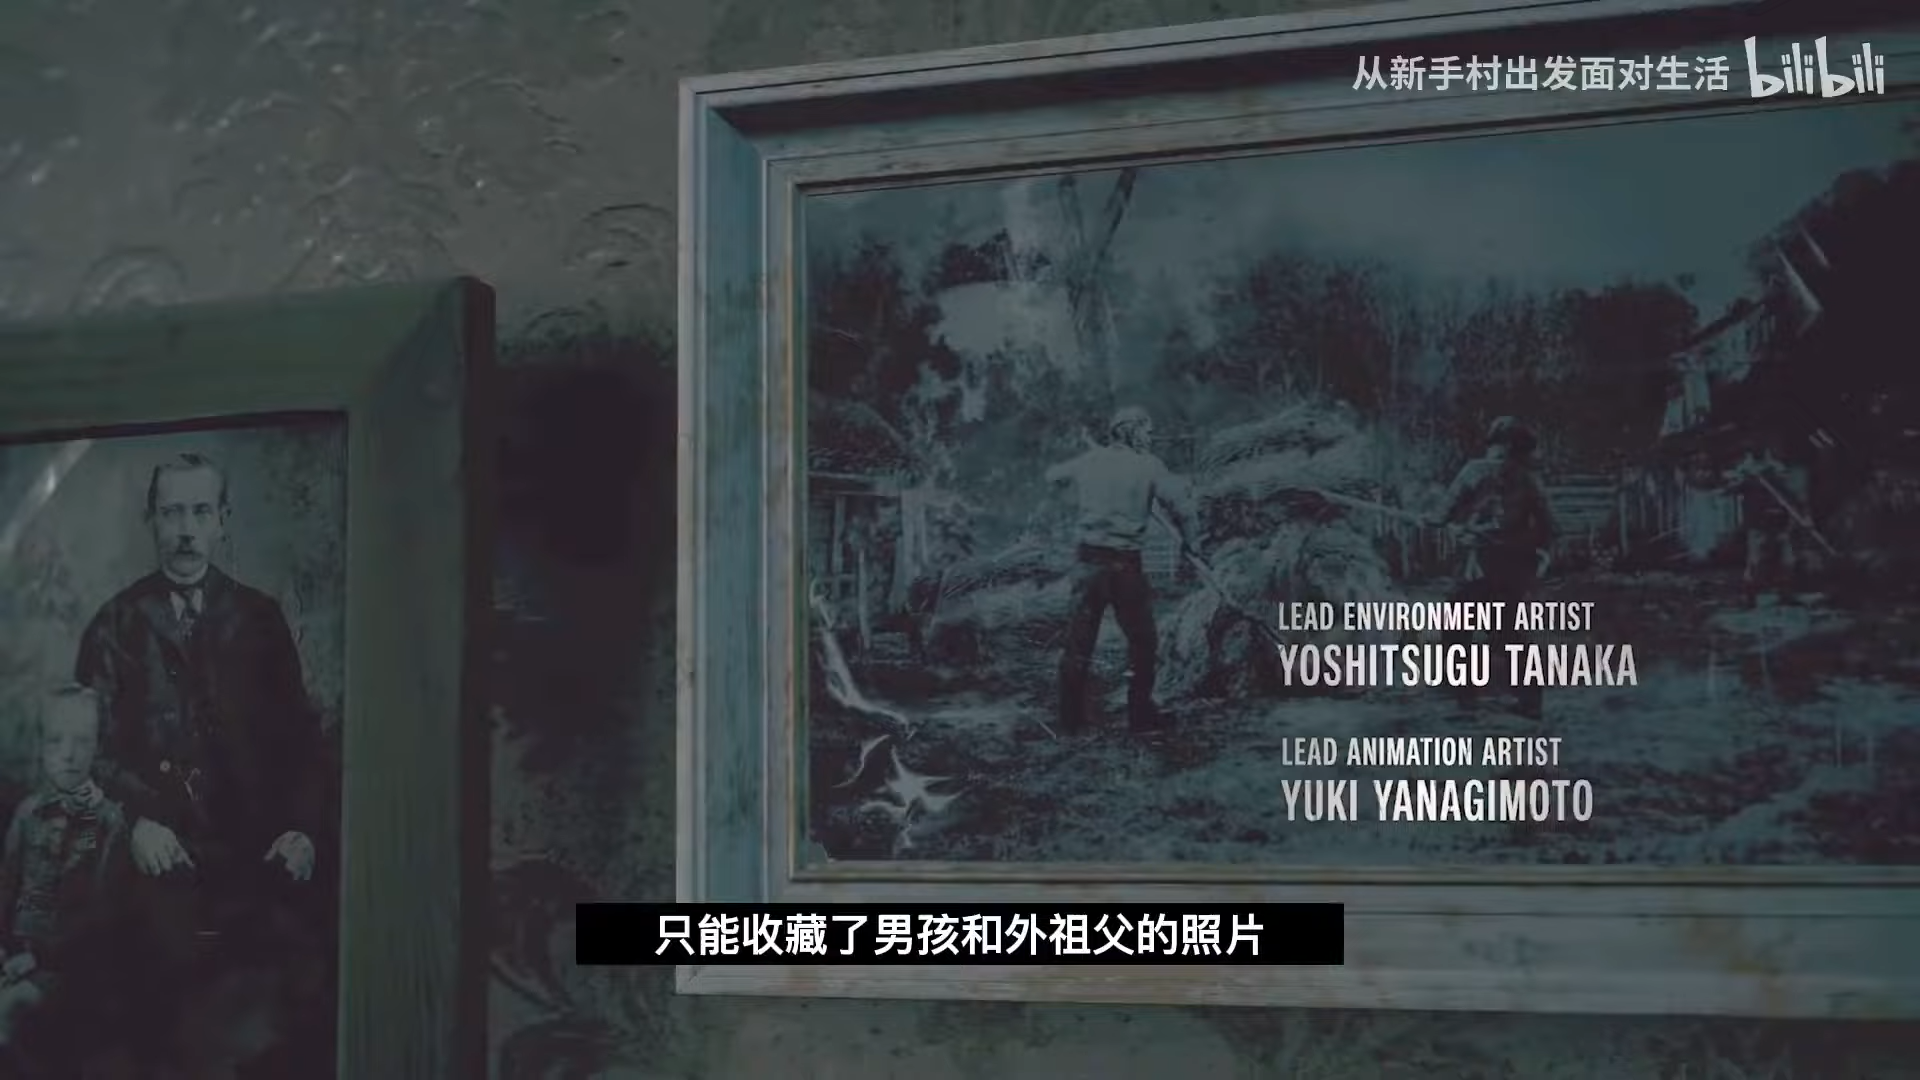 从新手村出发面对生活 bilibili
LEAD ENVIRONMENT ARTIST
YOSHITSUGU TANAKA
LEAD ANIMATION ARTIST
YUKI YANAGIMOTO
只能收藏了男孩和外祖父的照片